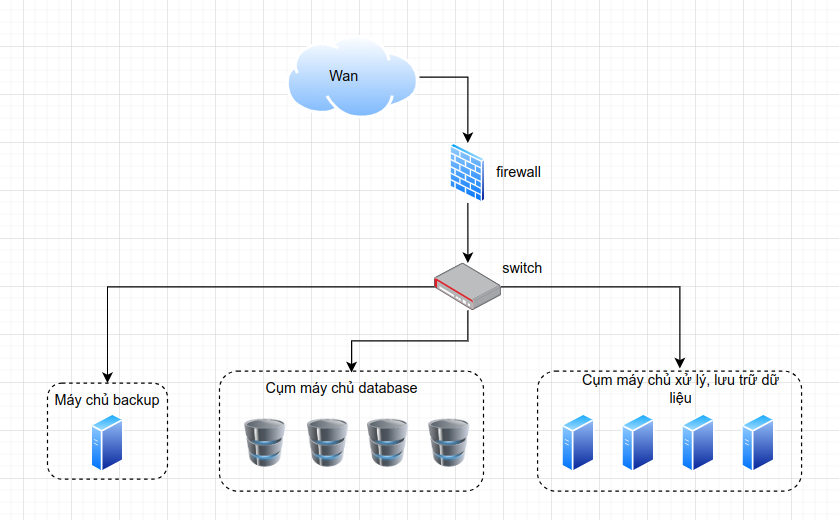 Wan
firewall
switch
Máy chủ backup
Cụm máy chủ database
Cụm máy chủ xử lý, lưu trữ dữ
liệu